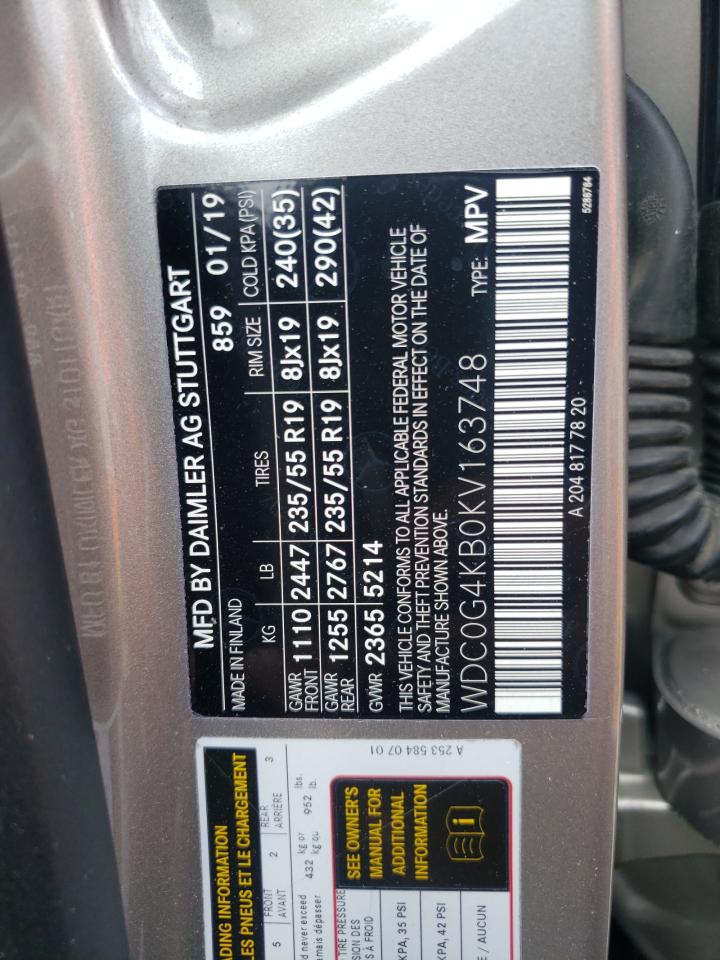 MFD BY DAIMLER AG STUTTGART
MADE IN FINLAND 859 01/19
KG LB TIRES RIM SIZE COLD KPA(PSI)
GAWR FRONT 1110 2447 235/55 R19 8Jx19 240(35)
GAWR REAR 1255 2767 235/55 R19 8Jx19 290(42)
GVWR 2365 5214
THIS VEHICLE CONFORMS TO ALL APPLICABLE FEDERAL MOTOR VEHICLE
SAFETY AND THEFT PREVENTION STANDARDS IN EFFECT ON THE DATE OF
MANUFACTURE SHOWN ABOVE.
WDC0G4KB0KV163748 TYPE: MPV
A 204 817 78 20
5288784
ADING INFORMATION
LES PNEUS ET LE CHARGEMENT
5 FRONT AVANT 2 REAR ARRIÈRE 3
d never exceed 432 kg or 952 lbs.
amais dépasser kg ou lb.
TIRE PRESSURE
SION DES
S À FROID
KPA, 35 PSI
KPA, 42 PSI
E / AUCUN
SEE OWNER'S
MANUAL FOR
ADDITIONAL
INFORMATION
A 253 584 07 01